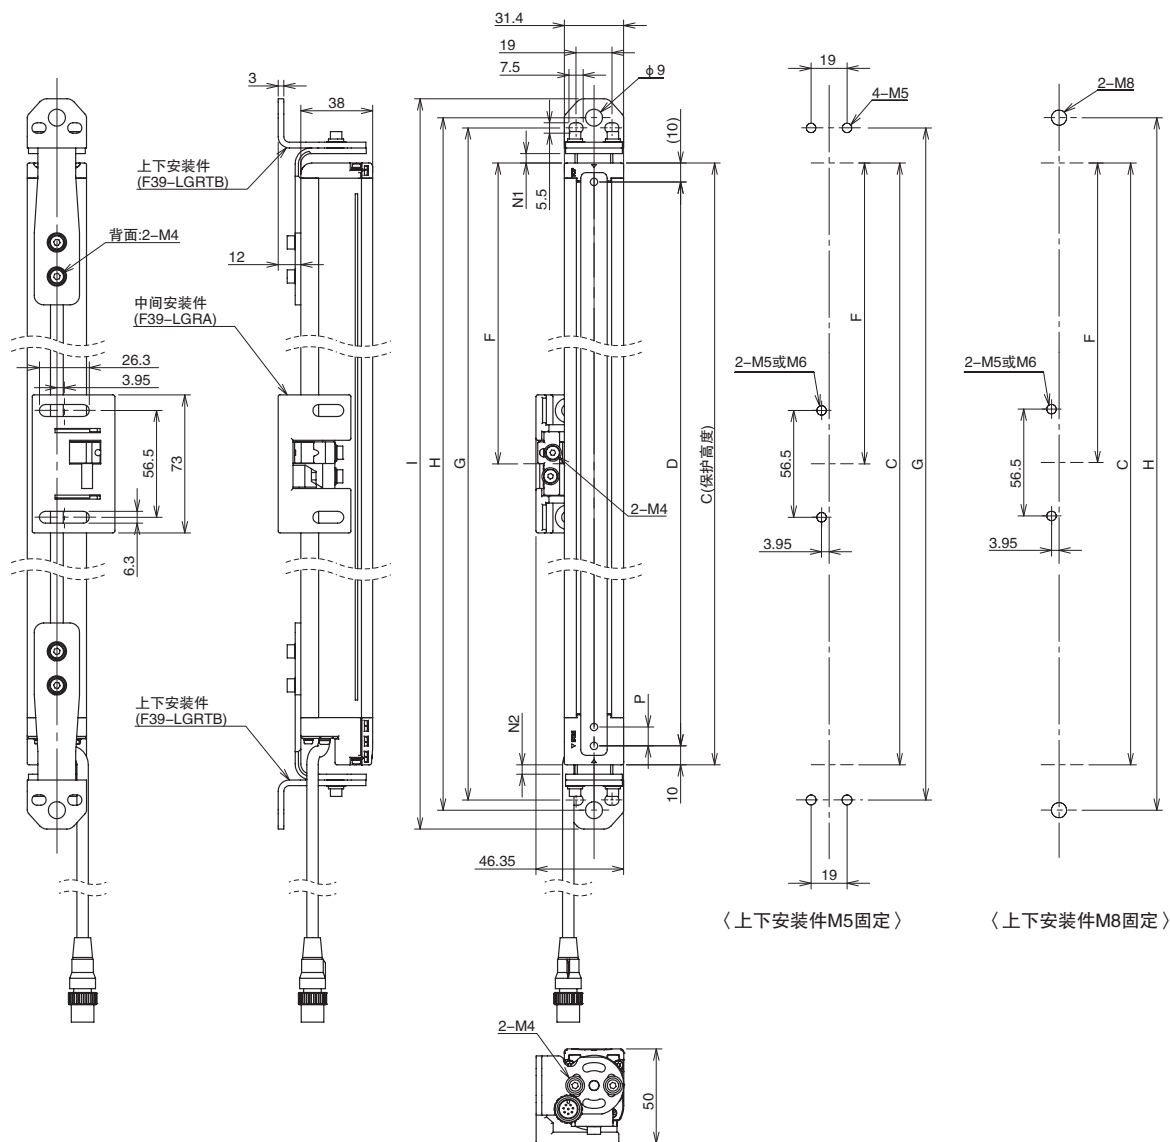 31.4
19
7.5
φ9
19
4-M5
2-M8
3
38
(10)
上下安装件
(F39-LGRTB)
N1
5.5
背面:2-M4
12
中间安装件
(F39-LGRA)
F
F
F
26.3
3.95
2-M5或M6
2-M5或M6
56.5
73
I
H
G
D
C(保护高度)
56.5
C
G
56.5
C
H
2-M4
3.95
3.95
6.3
上下安装件
(F39-LGRTB)
N2
P
10
46.35
19
〈上下安装件M5固定〉
〈上下安装件M8固定〉
2-M4
50